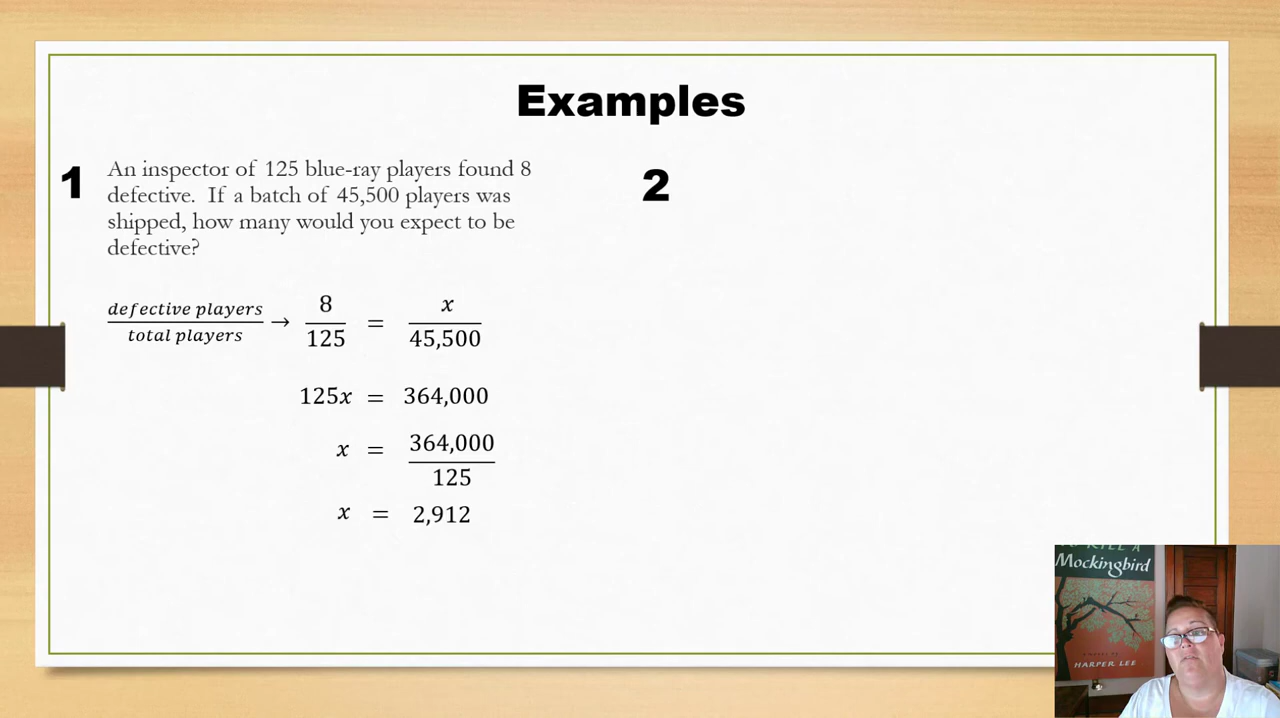 Examples
1
An inspector of 125 blue-ray players found 8
defective. If a batch of 45,500 players was
shipped, how many would you expect to be
defective?
defective players
total players
→ 8/125 = x/45,500
125x = 364,000
x = 364,000/125
x = 2,912
2
TO KILL A
Mockingbird
HARPER LEE